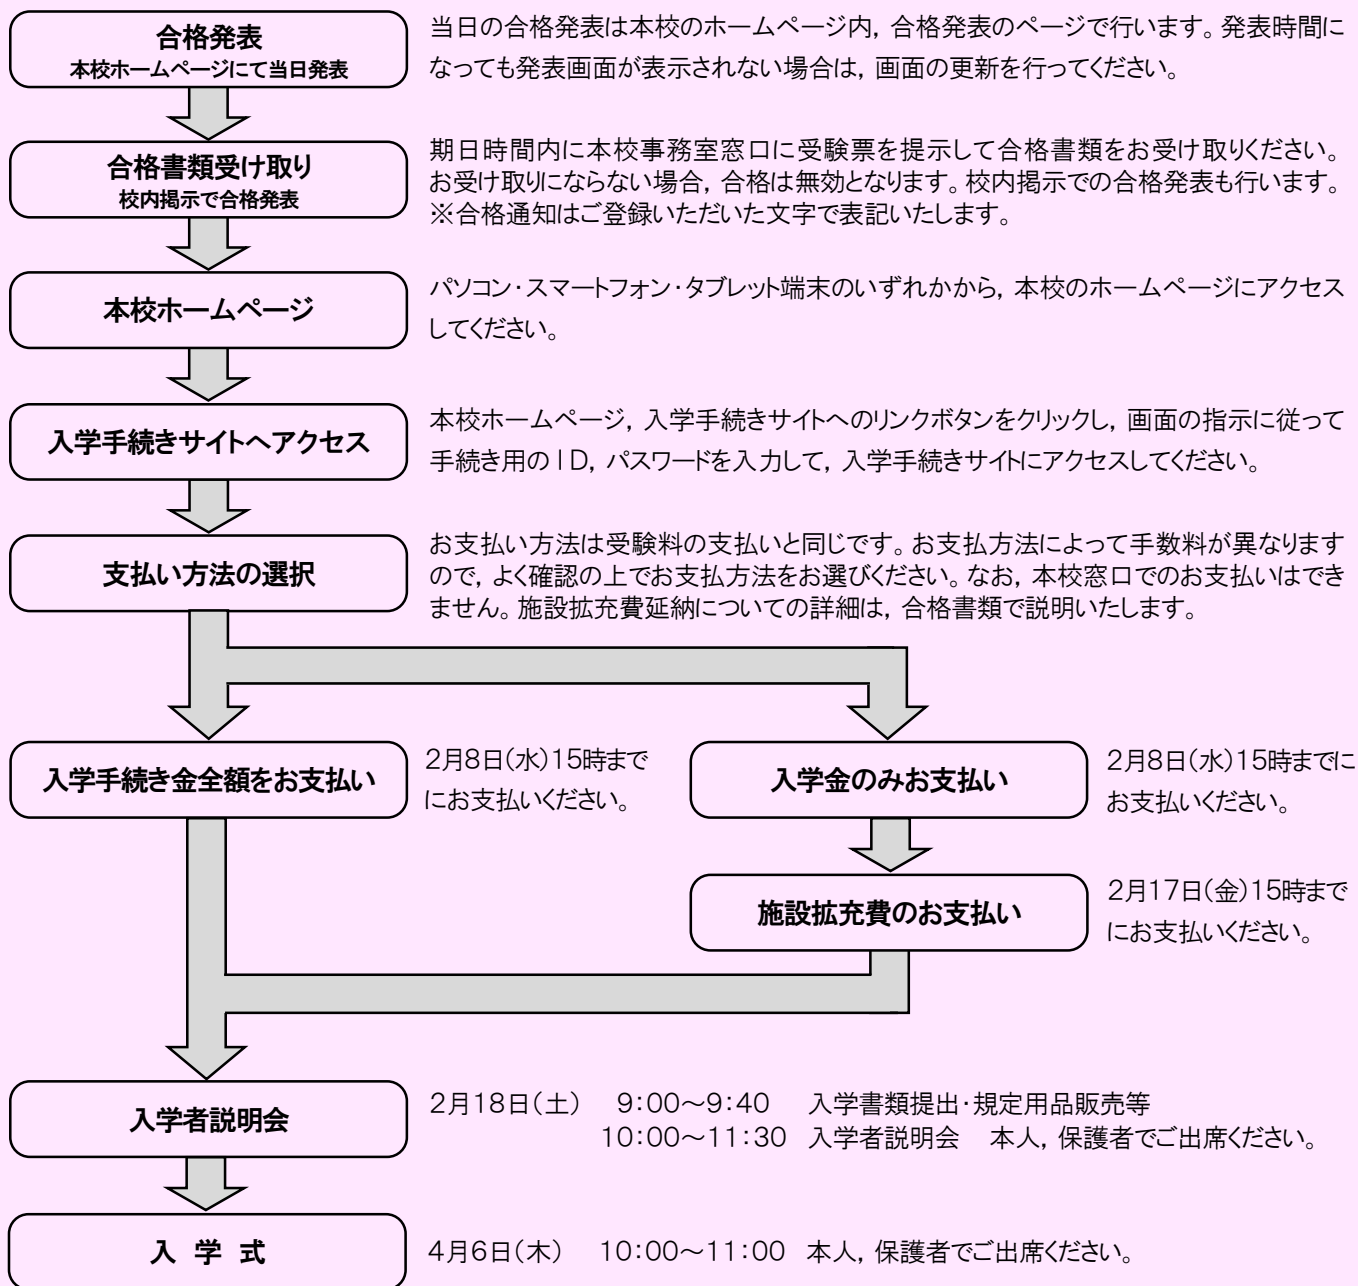 合格発表
本校ホームページにて当日発表
当日の合格発表は本校のホームページ内，合格発表のページで行います。発表時間に
なっても発表画面が表示されない場合は，画面の更新を行ってください。
合格書類受け取り
校内掲示で合格発表
期日時間内に本校事務室窓口に受験票を提示して合格書類をお受け取りください。
お受け取りにならない場合，合格は無効となります。校内掲示での合格発表も行います。
※合格通知はご登録いただいた文字で表記いたします。
本校ホームページ
パソコン・スマートフォン・タブレット端末のいずれかから，本校のホームページにアクセス
してください。
入学手続きサイトへアクセス
本校ホームページ，入学手続きサイトへのリンクボタンをクリックし，画面の指示に従って
手続き用のＩＤ，パスワードを入力して，入学手続きサイトにアクセスしてください。
支払い方法の選択
お支払い方法は受験料の支払いと同じです。お支払方法によって手数料が異なります
ので，よく確認の上でお支払方法をお選びください。なお，本校窓口でのお支払いはでき
ません。施設拡充費延納についての詳細は，合格書類で説明いたします。
入学手続き金全額をお支払い
2月8日（水）15時まで
にお支払いください。
入学金のみお支払い
2月8日（水）15時までに
お支払いください。
施設拡充費のお支払い
2月17日（金）15時まで
にお支払いください。
入学者説明会
2月18日（土）　9：00～9：40　入学書類提出・規定用品販売等
10：00～11：30　入学者説明会　本人，保護者でご出席ください。
入　学　式
4月6日（木）　10：00～11：00　本人，保護者でご出席ください。